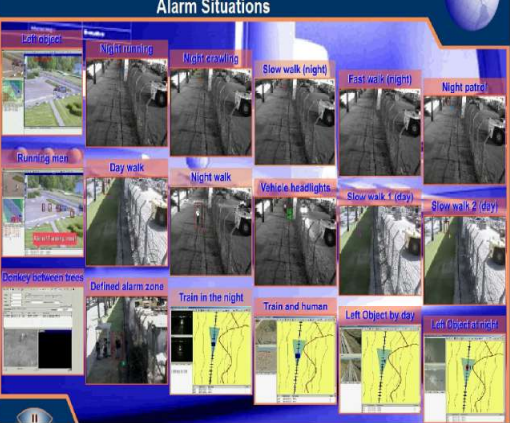 Alarm Situations
Left object
Night running
Night crawling
Slow walk (night)
Fast walk (night)
Night patrol
Running men
Day walk
Night walk
Vehicle headlights
Slow walk 1 (day)
Slow walk 2 (day)
Donkey between trees
Defined alarm zone
Train in the night
Train and human
Left Object by day
Left Object at night